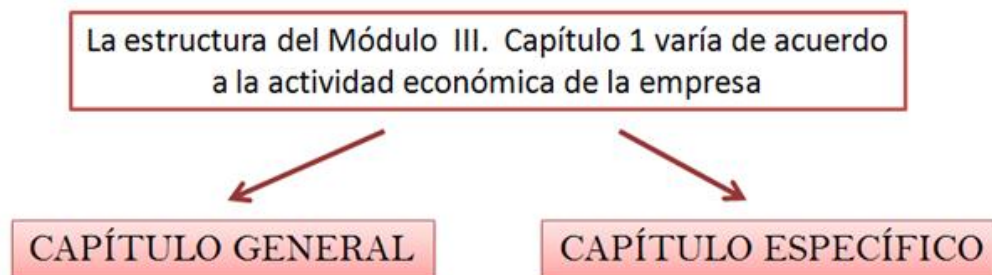 La estructura del Módulo III. Capítulo 1 varía de acuerdo
a la actividad económica de la empresa
CAPÍTULO GENERAL
CAPÍTULO ESPECÍFICO